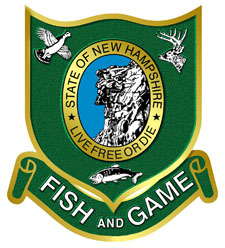 STATE OF NEW HAMPSHIRE
LIVE FREE OR DIE
FISH AND GAME